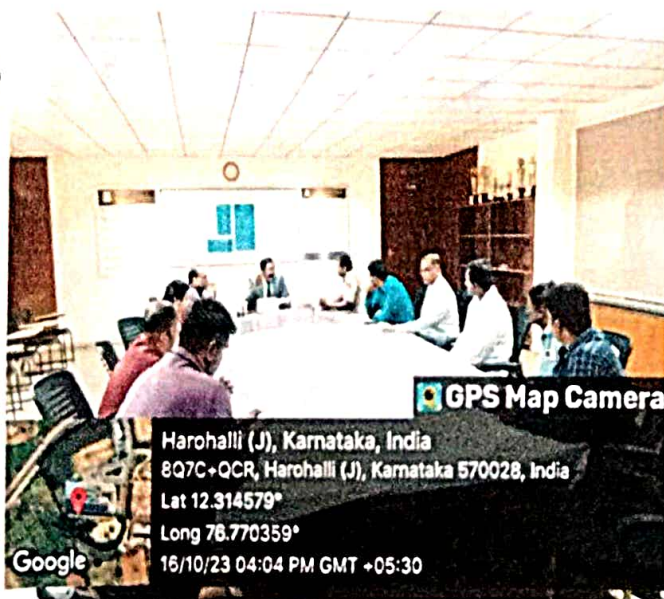 GPS Map Camera
Harohalli (J), Karnataka, India
8Q7C+QCR, Harohalli (J), Karnataka 570028, India
Lat 12.314579°
Long 76.770359°
16/10/23 04:04 PM GMT +05:30
Google